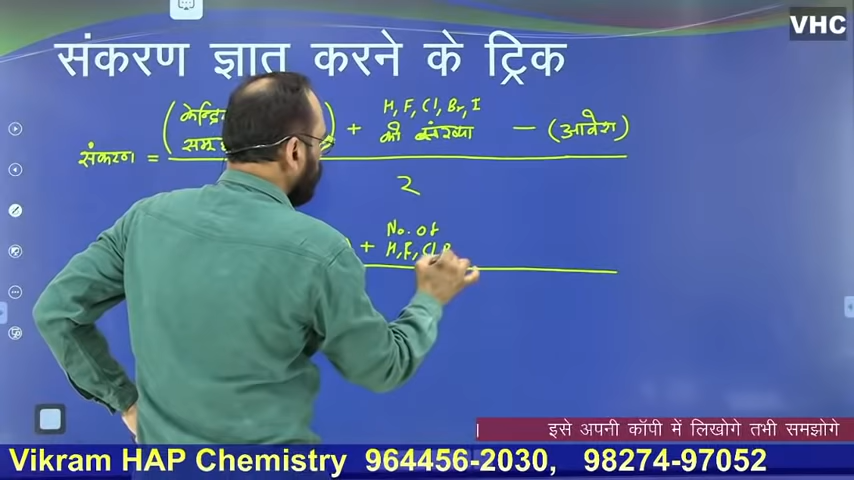 VHC
संकरण ज्ञात करने के ट्रिक
H, F, Cl, Br, I
संकरण = ( केन्द्रि + की संख्या - (आवेश)
2
No. of
+ H, F, Cl, B
इसे अपनी कॉपी में लिखोगे तभी समझोगे
Vikram HAP Chemistry 964456-2030, 98274-97052